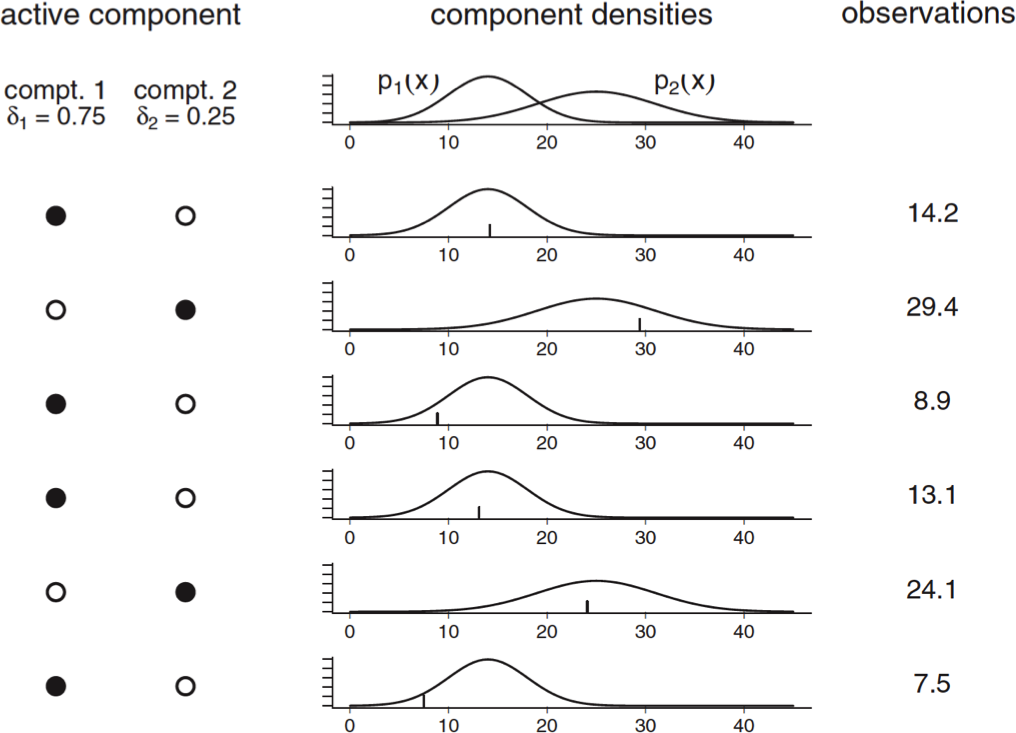 active component component densities observations
compt. 1 compt. 2 p₁(x) p₂(x)
δ₁ = 0.75 δ₂ = 0.25
0 10 20 30 40
14.2
0 10 20 30 40
29.4
0 10 20 30 40
8.9
0 10 20 30 40
13.1
0 10 20 30 40
24.1
0 10 20 30 40
7.5
0 10 20 30 40